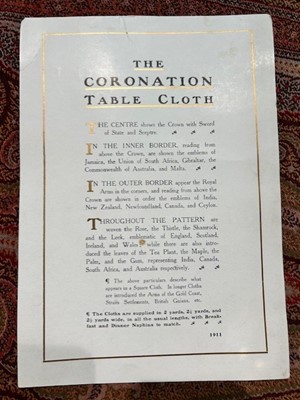 THE
CORONATION
TABLE CLOTH
THE CENTRE shows the Crown with Sword
of State and Sceptre.
IN THE INNER BORDER, reading from
above the Crown, are shown the emblems of
Jamaica, the Union of South Africa, Gibraltar, the
Commonwealth of Australia, and Malta.
IN THE OUTER BORDER appear the Royal
Arms in the corners, and reading from above the
Crown are shown in order the emblems of India,
New Zealand, Newfoundland, Canada, and Ceylon.
THROUGHOUT THE PATTERN are
woven the Rose, the Thistle, the Shamrock,
and the Leek, emblematic of England, Scotland,
Ireland, and Wales, while there are also in-
troduced the leaves of the Tea Plant, the Maple, the
Palm, and the Gum, representing India, Canada,
South Africa, and Australia respectively.
¶ The above particulars describe what
appears in a Square Cloth. In longer Cloths
are introduced the Arms of the Gold Coast,
Straits Settlements, British Guiana, etc.
¶ The Cloths are supplied in 2 yards, 2¼ yards, and
2½ yards wide, in all the usual lengths, with Break-
fast and Dinner Napkins to match.
1911